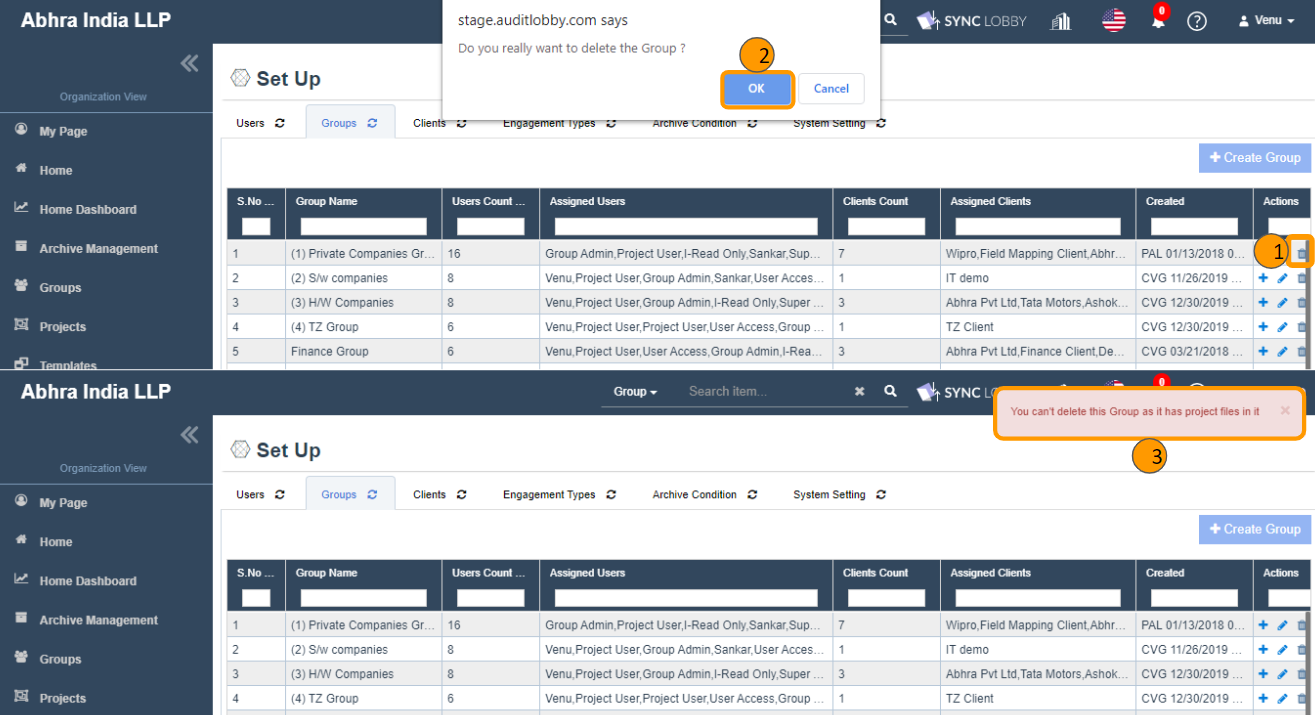 Abhra India LLP
stage.auditlobby.com says
Do you really want to delete the Group ?
2
OK
Cancel
SYNC LOBBY
0
Venu
Organization View
Set Up
Users
Groups
Clients
Engagement Types
Archive Condition
System Setting
My Page
Home
Home Dashboard
Archive Management
Groups
Projects
Templates
+ Create Group
S.No ... Group Name Users Count ... Assigned Users Clients Count Assigned Clients Created Actions
1 (1) Private Companies Gr... 16 Group Admin,Project User,I-Read Only,Sankar,Sup... 7 Wipro,Field Mapping Client,Abhr... PAL 01/13/2018 0... 1
2 (2) S/w companies 8 Venu,Project User,Group Admin,Sankar,User Acces... 1 IT demo CVG 11/26/2019 ...
3 (3) H/W Companies 8 Venu,Project User,Group Admin,I-Read Only,Super ... 3 Abhra Pvt Ltd,Tata Motors,Ashok... CVG 12/30/2019 ...
4 (4) TZ Group 6 Venu,Project User,Project User,User Access,Group ... 1 TZ Client CVG 12/30/2019 ...
5 Finance Group 6 Venu,Project User,User Access,Group Admin,I-Rea... 3 Abhra Pvt Ltd,Finance Client,De... CVG 03/21/2018 ...
Abhra India LLP
Group
Search item...
SYNC
0
You can't delete this Group as it has project files in it ×
3
Organization View
Set Up
Users
Groups
Clients
Engagement Types
Archive Condition
System Setting
My Page
Home
Home Dashboard
Archive Management
Groups
Projects
+ Create Group
S.No ... Group Name Users Count ... Assigned Users Clients Count Assigned Clients Created Actions
1 (1) Private Companies Gr... 16 Group Admin,Project User,I-Read Only,Sankar,Sup... 7 Wipro,Field Mapping Client,Abhr... PAL 01/13/2018 0...
2 (2) S/w companies 8 Venu,Project User,Group Admin,Sankar,User Acces... 1 IT demo CVG 11/26/2019 ...
3 (3) H/W Companies 8 Venu,Project User,Group Admin,I-Read Only,Super ... 3 Abhra Pvt Ltd,Tata Motors,Ashok... CVG 12/30/2019 ...
4 (4) TZ Group 6 Venu,Project User,Project User,User Access,Group ... 1 TZ Client CVG 12/30/2019 ...